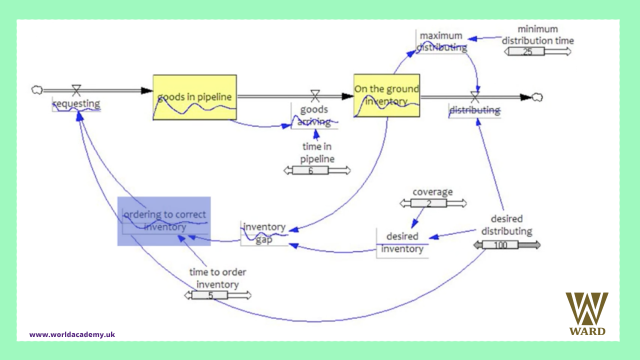 minimum
distribution time
.25
maximum
distributing
requesting
goods in pipeline
goods
arriving
On the ground
inventory
distributing
time in
pipeline
6
coverage
2
ordering to correct
inventory
inventory
gap
desired
inventory
desired
distributing
100
time to order
inventory
5
WARD
www.worldacademy.uk